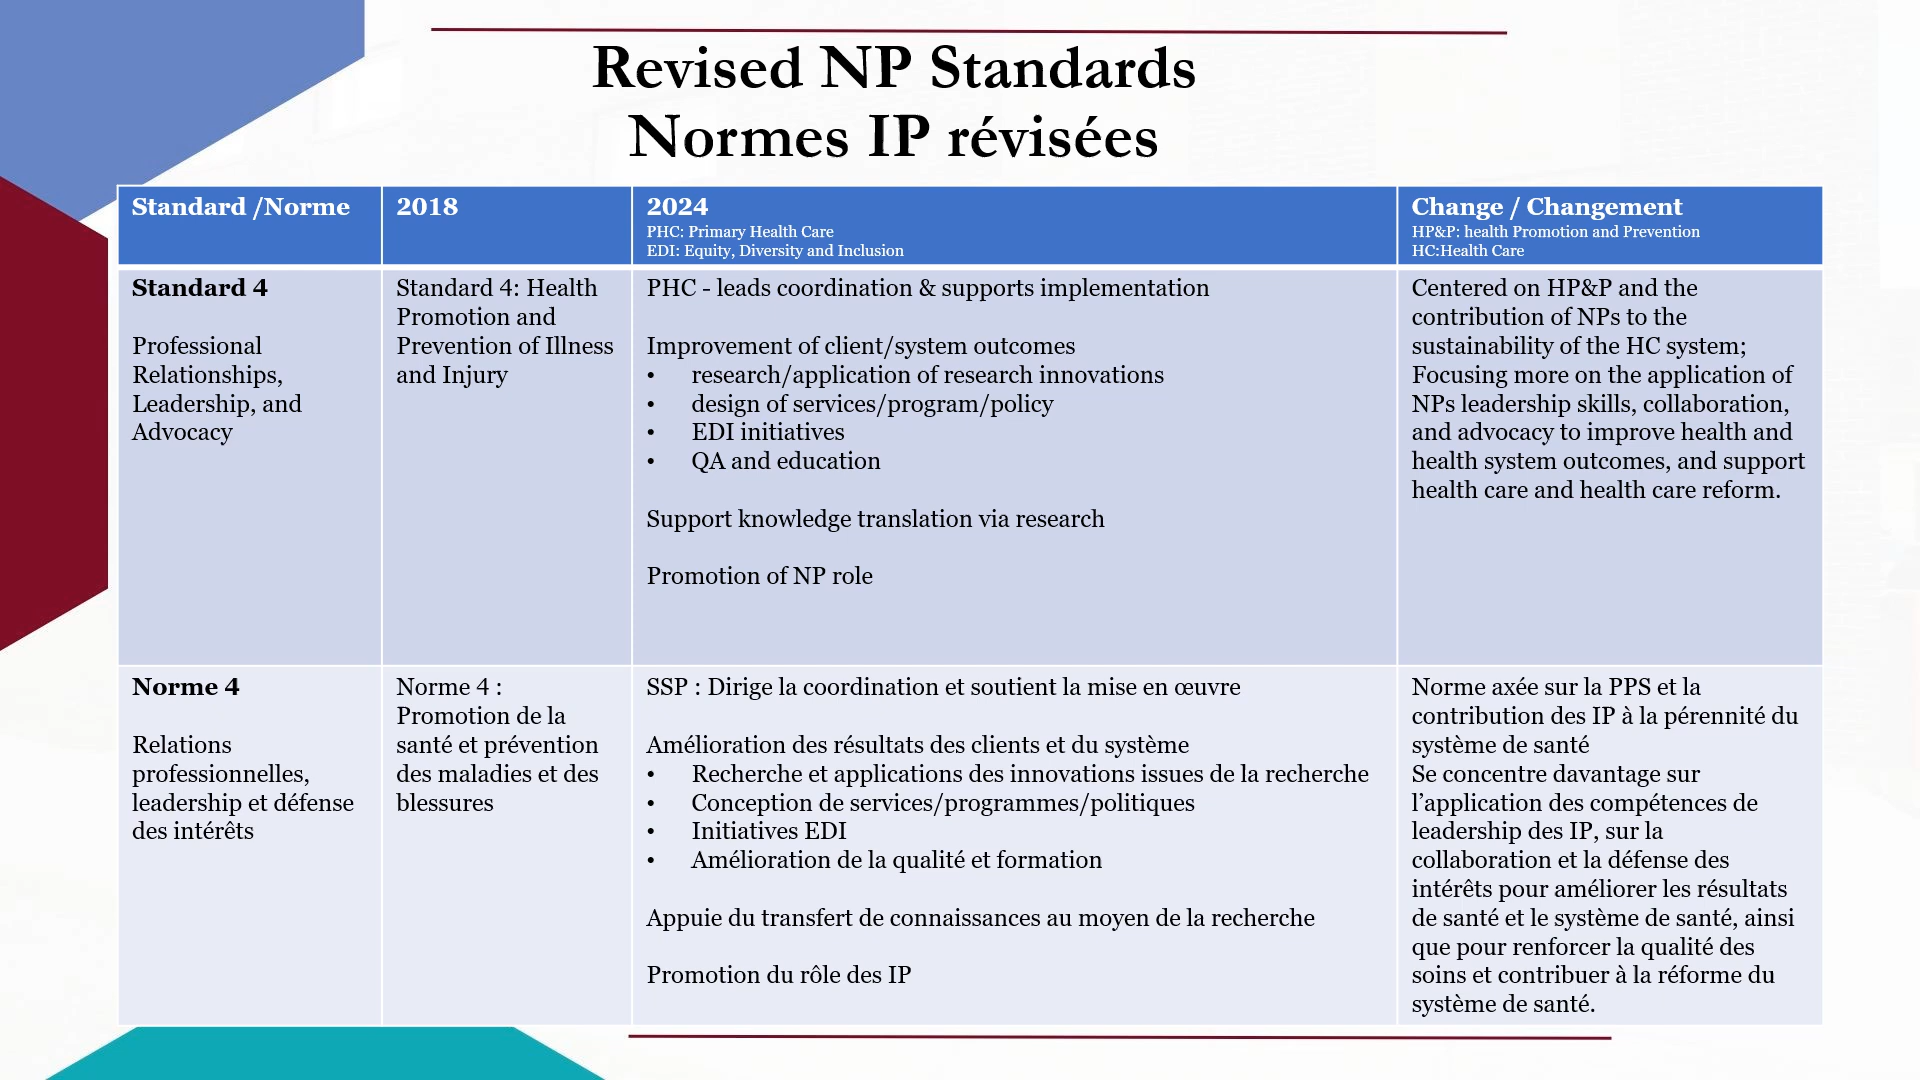 Revised NP Standards
Normes IP révisées
Standard /Norme
2018
2024
PHC: Primary Health Care
EDI: Equity, Diversity and Inclusion
Change / Changement
HP&P: health Promotion and Prevention
HC:Health Care
Standard 4
Professional
Relationships,
Leadership, and
Advocacy
Standard 4: Health
Promotion and
Prevention of Illness
and Injury
PHC - leads coordination & supports implementation
Improvement of client/system outcomes
• research/application of research innovations
• design of services/program/policy
• EDI initiatives
• QA and education
Support knowledge translation via research
Promotion of NP role
Centered on HP&P and the
contribution of NPs to the
sustainability of the HC system;
Focusing more on the application of
NPs leadership skills, collaboration,
and advocacy to improve health and
health system outcomes, and support
health care and health care reform.
Norme 4
Relations
professionnelles,
leadership et défense
des intérêts
Norme 4 :
Promotion de la
santé et prévention
des maladies et des
blessures
SSP : Dirige la coordination et soutient la mise en œuvre
Amélioration des résultats des clients et du système
• Recherche et applications des innovations issues de la recherche
• Conception de services/programmes/politiques
• Initiatives EDI
• Amélioration de la qualité et formation
Appuie du transfert de connaissances au moyen de la recherche
Promotion du rôle des IP
Norme axée sur la PPS et la
contribution des IP à la pérennité du
système de santé
Se concentre davantage sur
l’application des compétences de
leadership des IP, sur la
collaboration et la défense des
intérêts pour améliorer les résultats
de santé et le système de santé, ainsi
que pour renforcer la qualité des
soins et contribuer à la réforme du
système de santé.